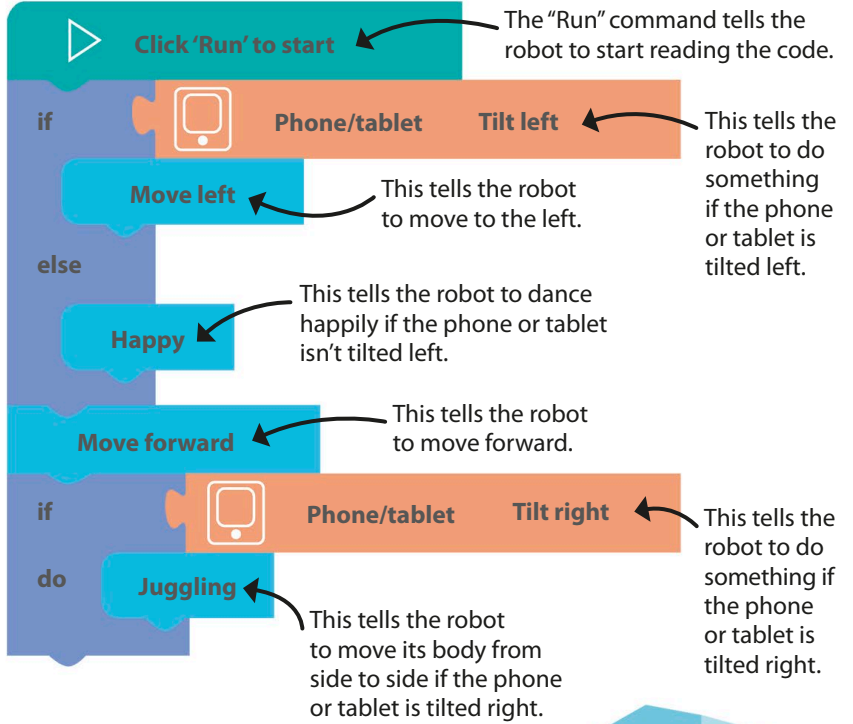 Click ‘Run’ to start
The “Run” command tells the
robot to start reading the code.
if
Phone/tablet
Tilt left
This tells the
robot to do
something
if the phone
or tablet is
tilted left.
Move left
This tells the robot
to move to the left.
else
This tells the robot to dance
happily if the phone or tablet
isn’t tilted left.
Happy
This tells the robot
to move forward.
Move forward
if
Phone/tablet
Tilt right
This tells the
robot to do
something if
the phone
or tablet is
tilted right.
do
Juggling
This tells the robot
to move its body from
side to side if the phone
or tablet is tilted right.